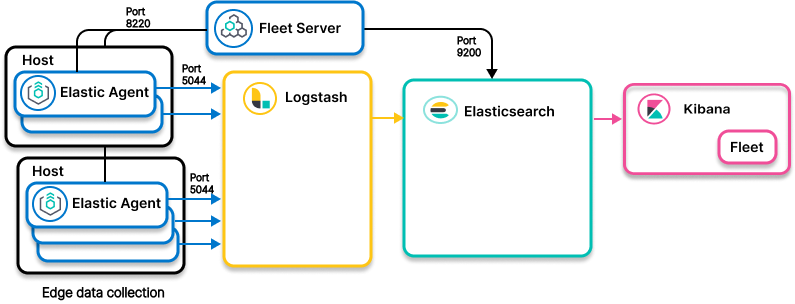 Port
8220
Fleet Server
Port
9200
Host
Elastic Agent
Port
5044
Logstash
Elasticsearch
Kibana
Fleet
Host
Elastic Agent
Port
5044
Edge data collection